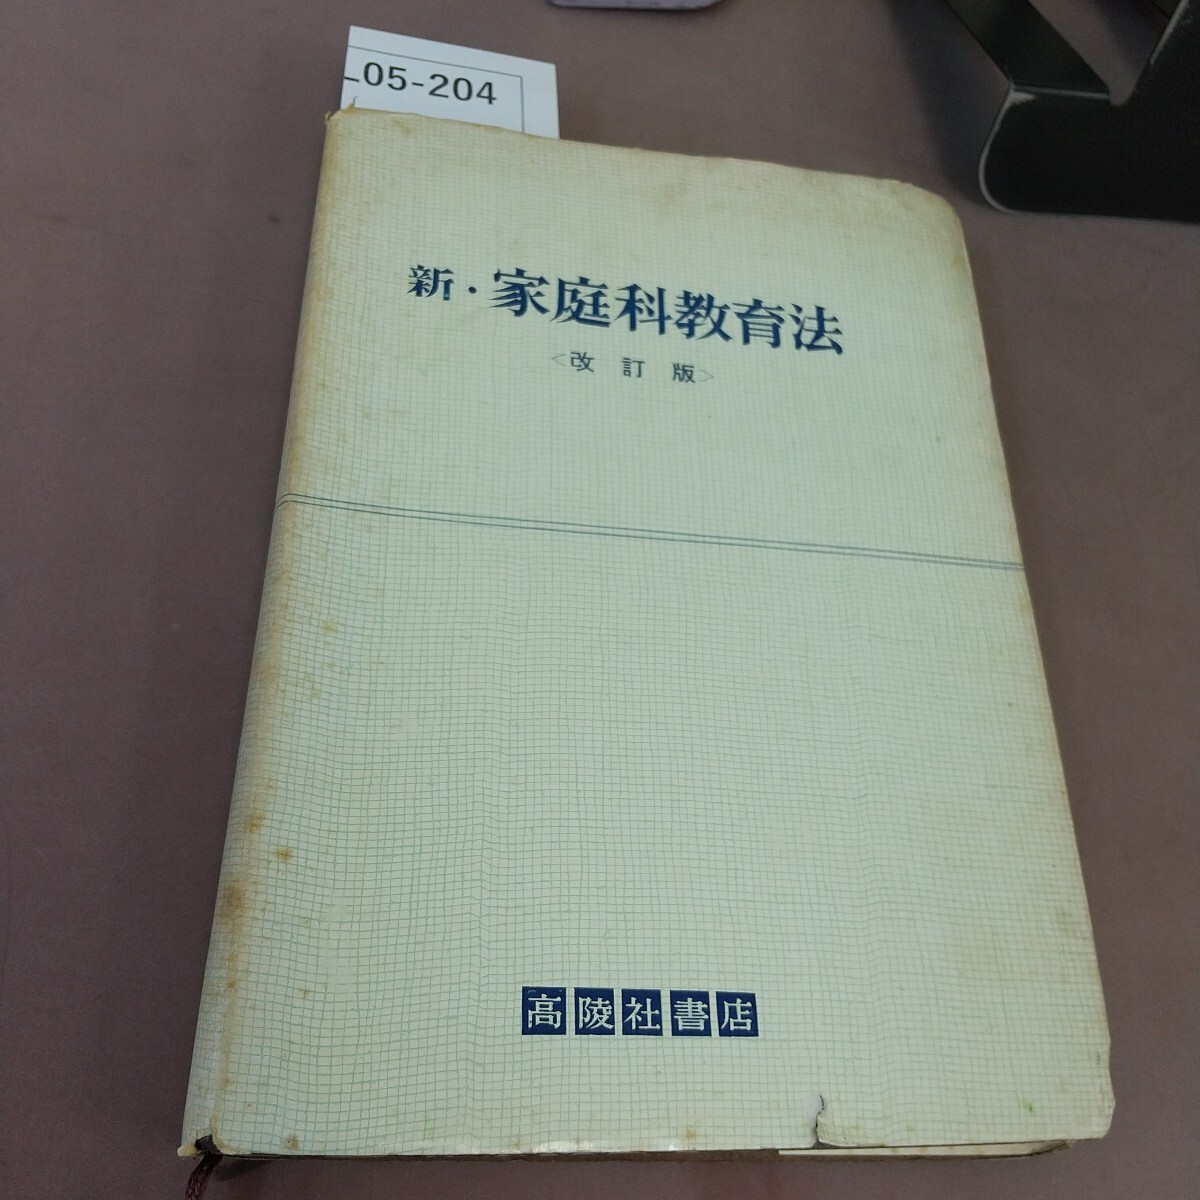 -05-204
新・家庭科教育法
<改訂版>
高陵社書店